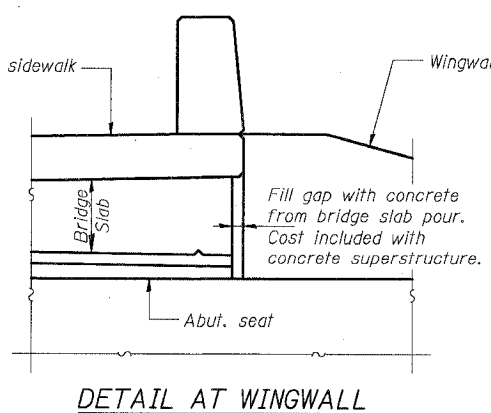 sidewalk
Bridge
Slab
Fill gap with concrete
from bridge slab pour.
Cost included with
concrete superstructure.
Abut. seat
DETAIL AT WINGWALL